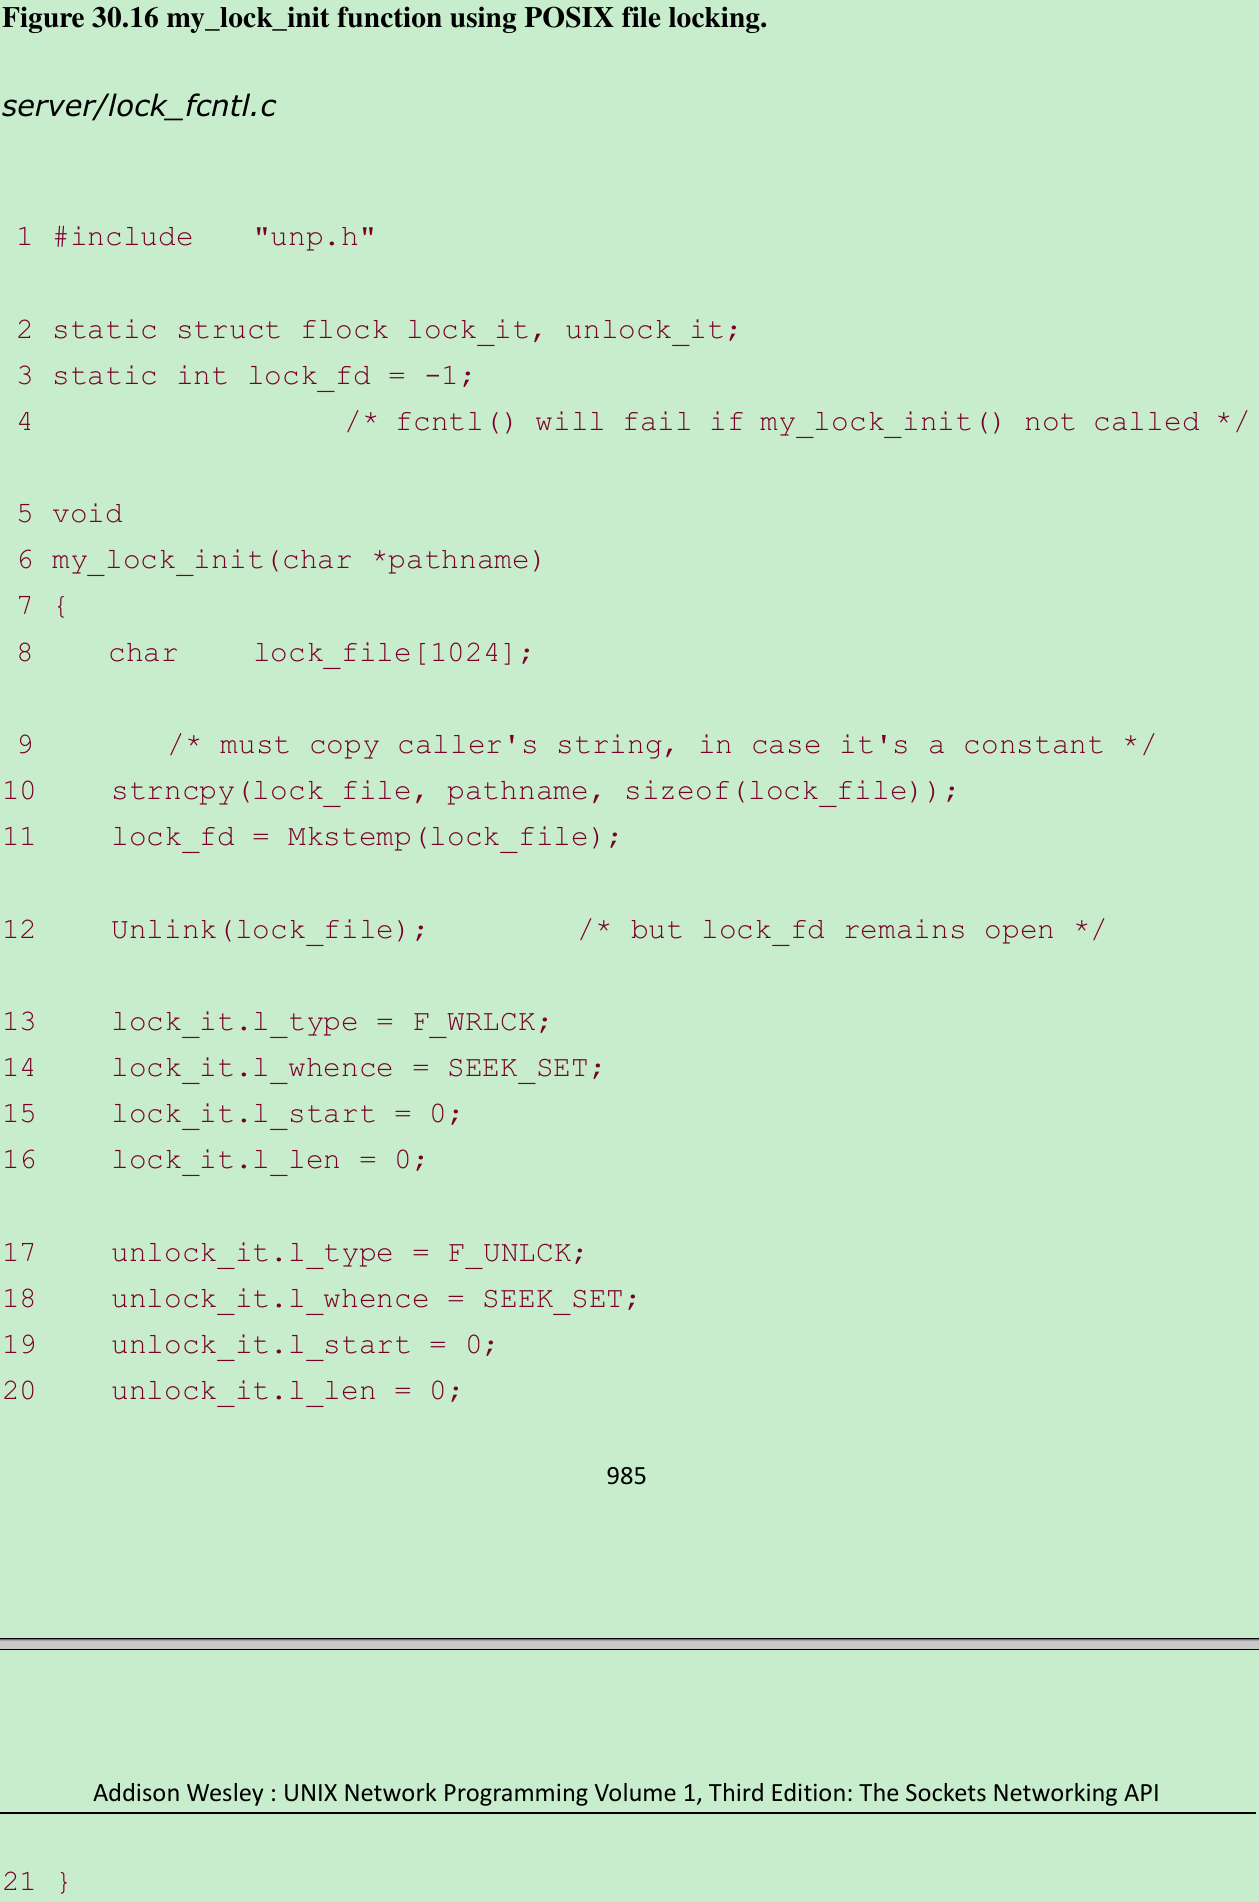 Figure 30.16 my_lock_init function using POSIX file locking.
server/lock_fcntl.c
1 #include "unp.h"
2 static struct flock lock_it, unlock_it;
3 static int lock_fd = -1;
4 /* fcntl() will fail if my_lock_init() not called */
5 void
6 my_lock_init(char *pathname)
7 {
8 char lock_file[1024];
9 /* must copy caller's string, in case it's a constant */
10 strncpy(lock_file, pathname, sizeof(lock_file));
11 lock_fd = Mkstemp(lock_file);
12 Unlink(lock_file); /* but lock_fd remains open */
13 lock_it.l_type = F_WRLCK;
14 lock_it.l_whence = SEEK_SET;
15 lock_it.l_start = 0;
16 lock_it.l_len = 0;
17 unlock_it.l_type = F_UNLCK;
18 unlock_it.l_whence = SEEK_SET;
19 unlock_it.l_start = 0;
20 unlock_it.l_len = 0;
985
Addison Wesley : UNIX Network Programming Volume 1, Third Edition: The Sockets Networking API
21 }